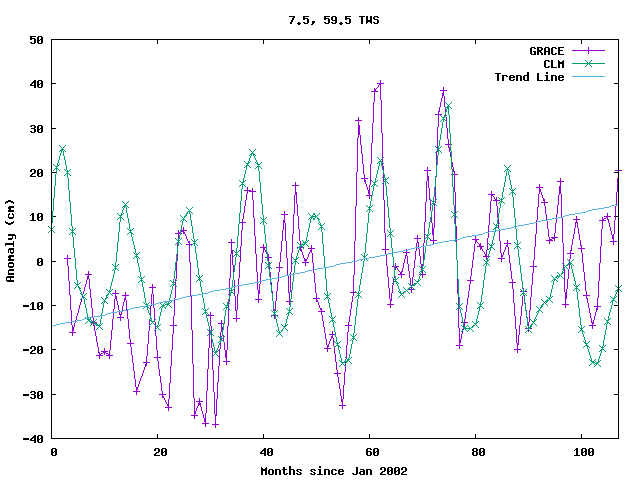 7.5, 59.5 TWS
GRACE
CLM
Trend Line
Anomaly (cm)
50
40
30
20
10
0
-10
-20
-30
-40
0 20 40 60 80 100
Months since Jan 2002